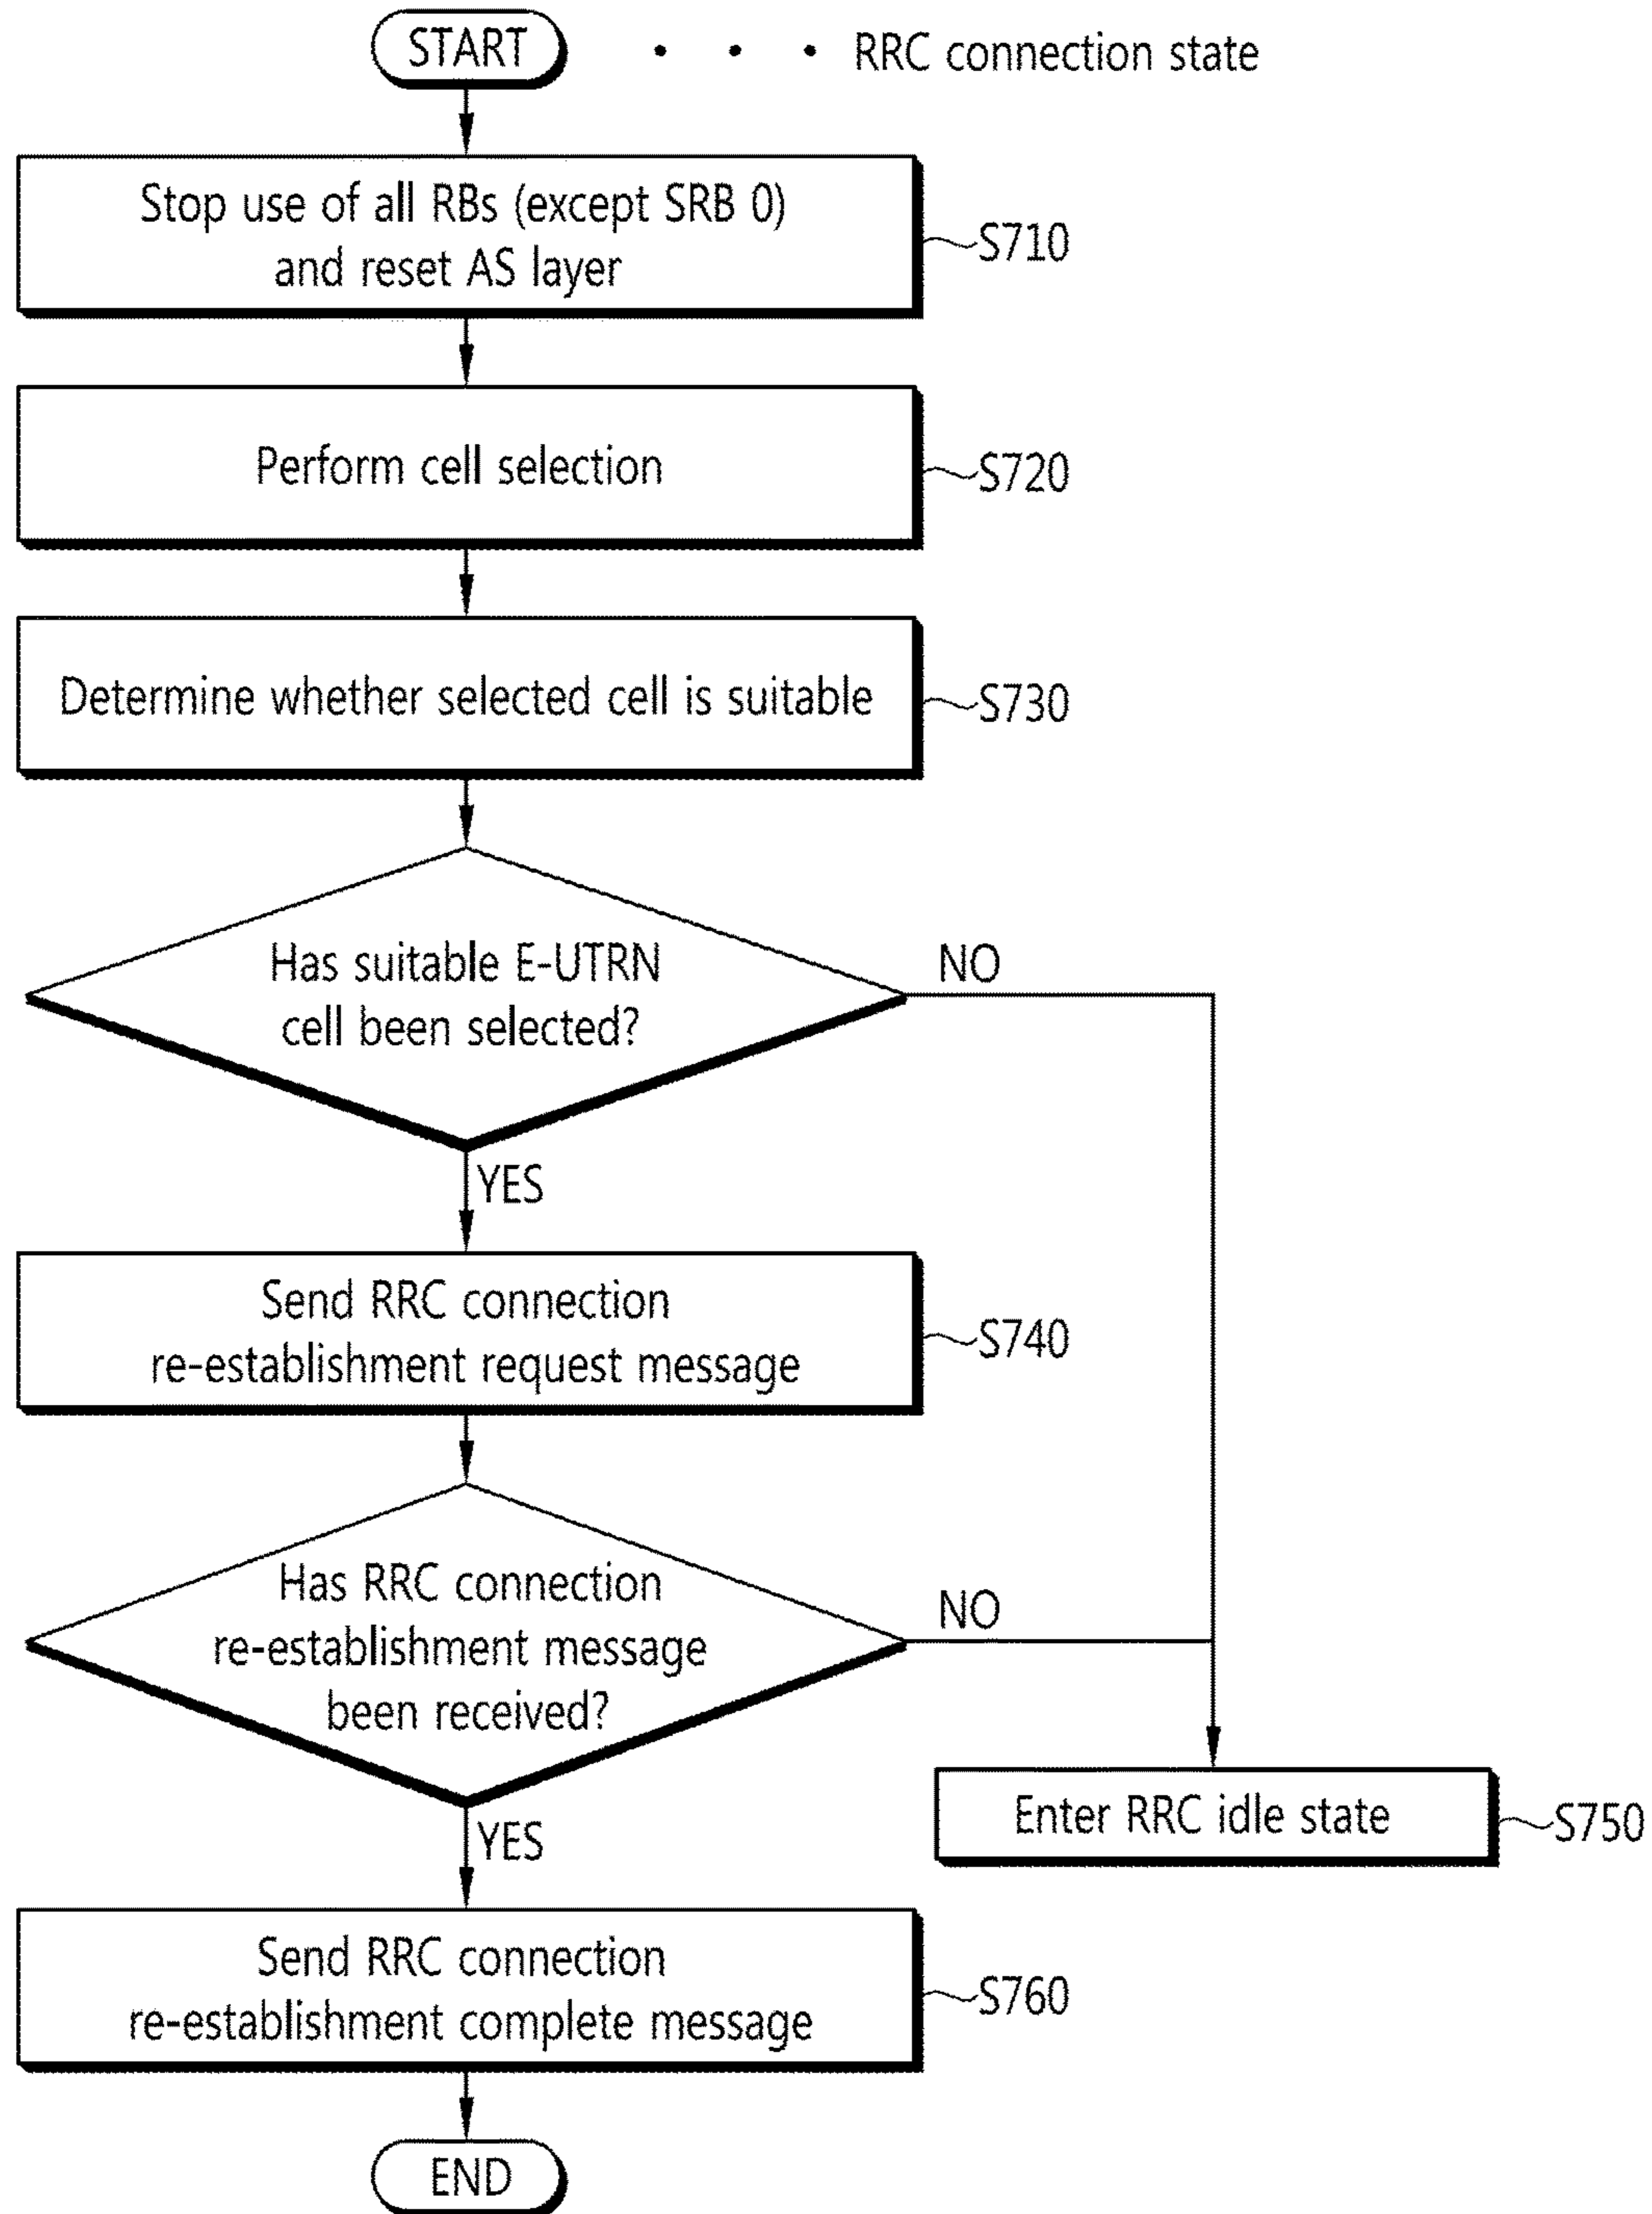 START
· · · RRC connection state
Stop use of all RBs (except SRB 0)
and reset AS layer
S710
Perform cell selection
S720
Determine whether selected cell is suitable
S730
Has suitable E-UTRN
cell been selected?
NO
YES
Send RRC connection
re-establishment request message
S740
Has RRC connection
re-establishment message
been received?
NO
YES
Enter RRC idle state
S750
Send RRC connection
re-establishment complete message
S760
END